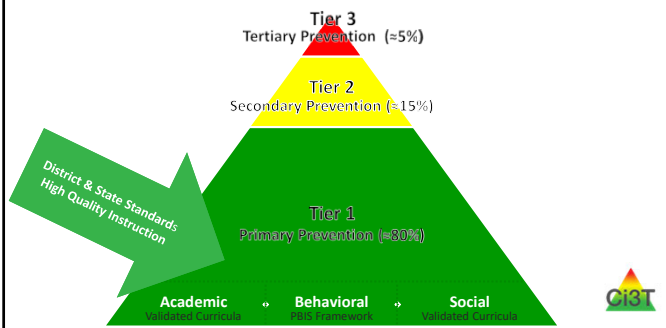 Tier 3
Tertiary Prevention (≈5%)
Tier 2
Secondary Prevention (≈15%)
District & State Standards
High Quality Instruction
Tier 1
Primary Prevention (≈80%)
Academic ‹› Behavioral ‹› Social
Validated Curricula PBIS Framework Validated Curricula
Ci3T